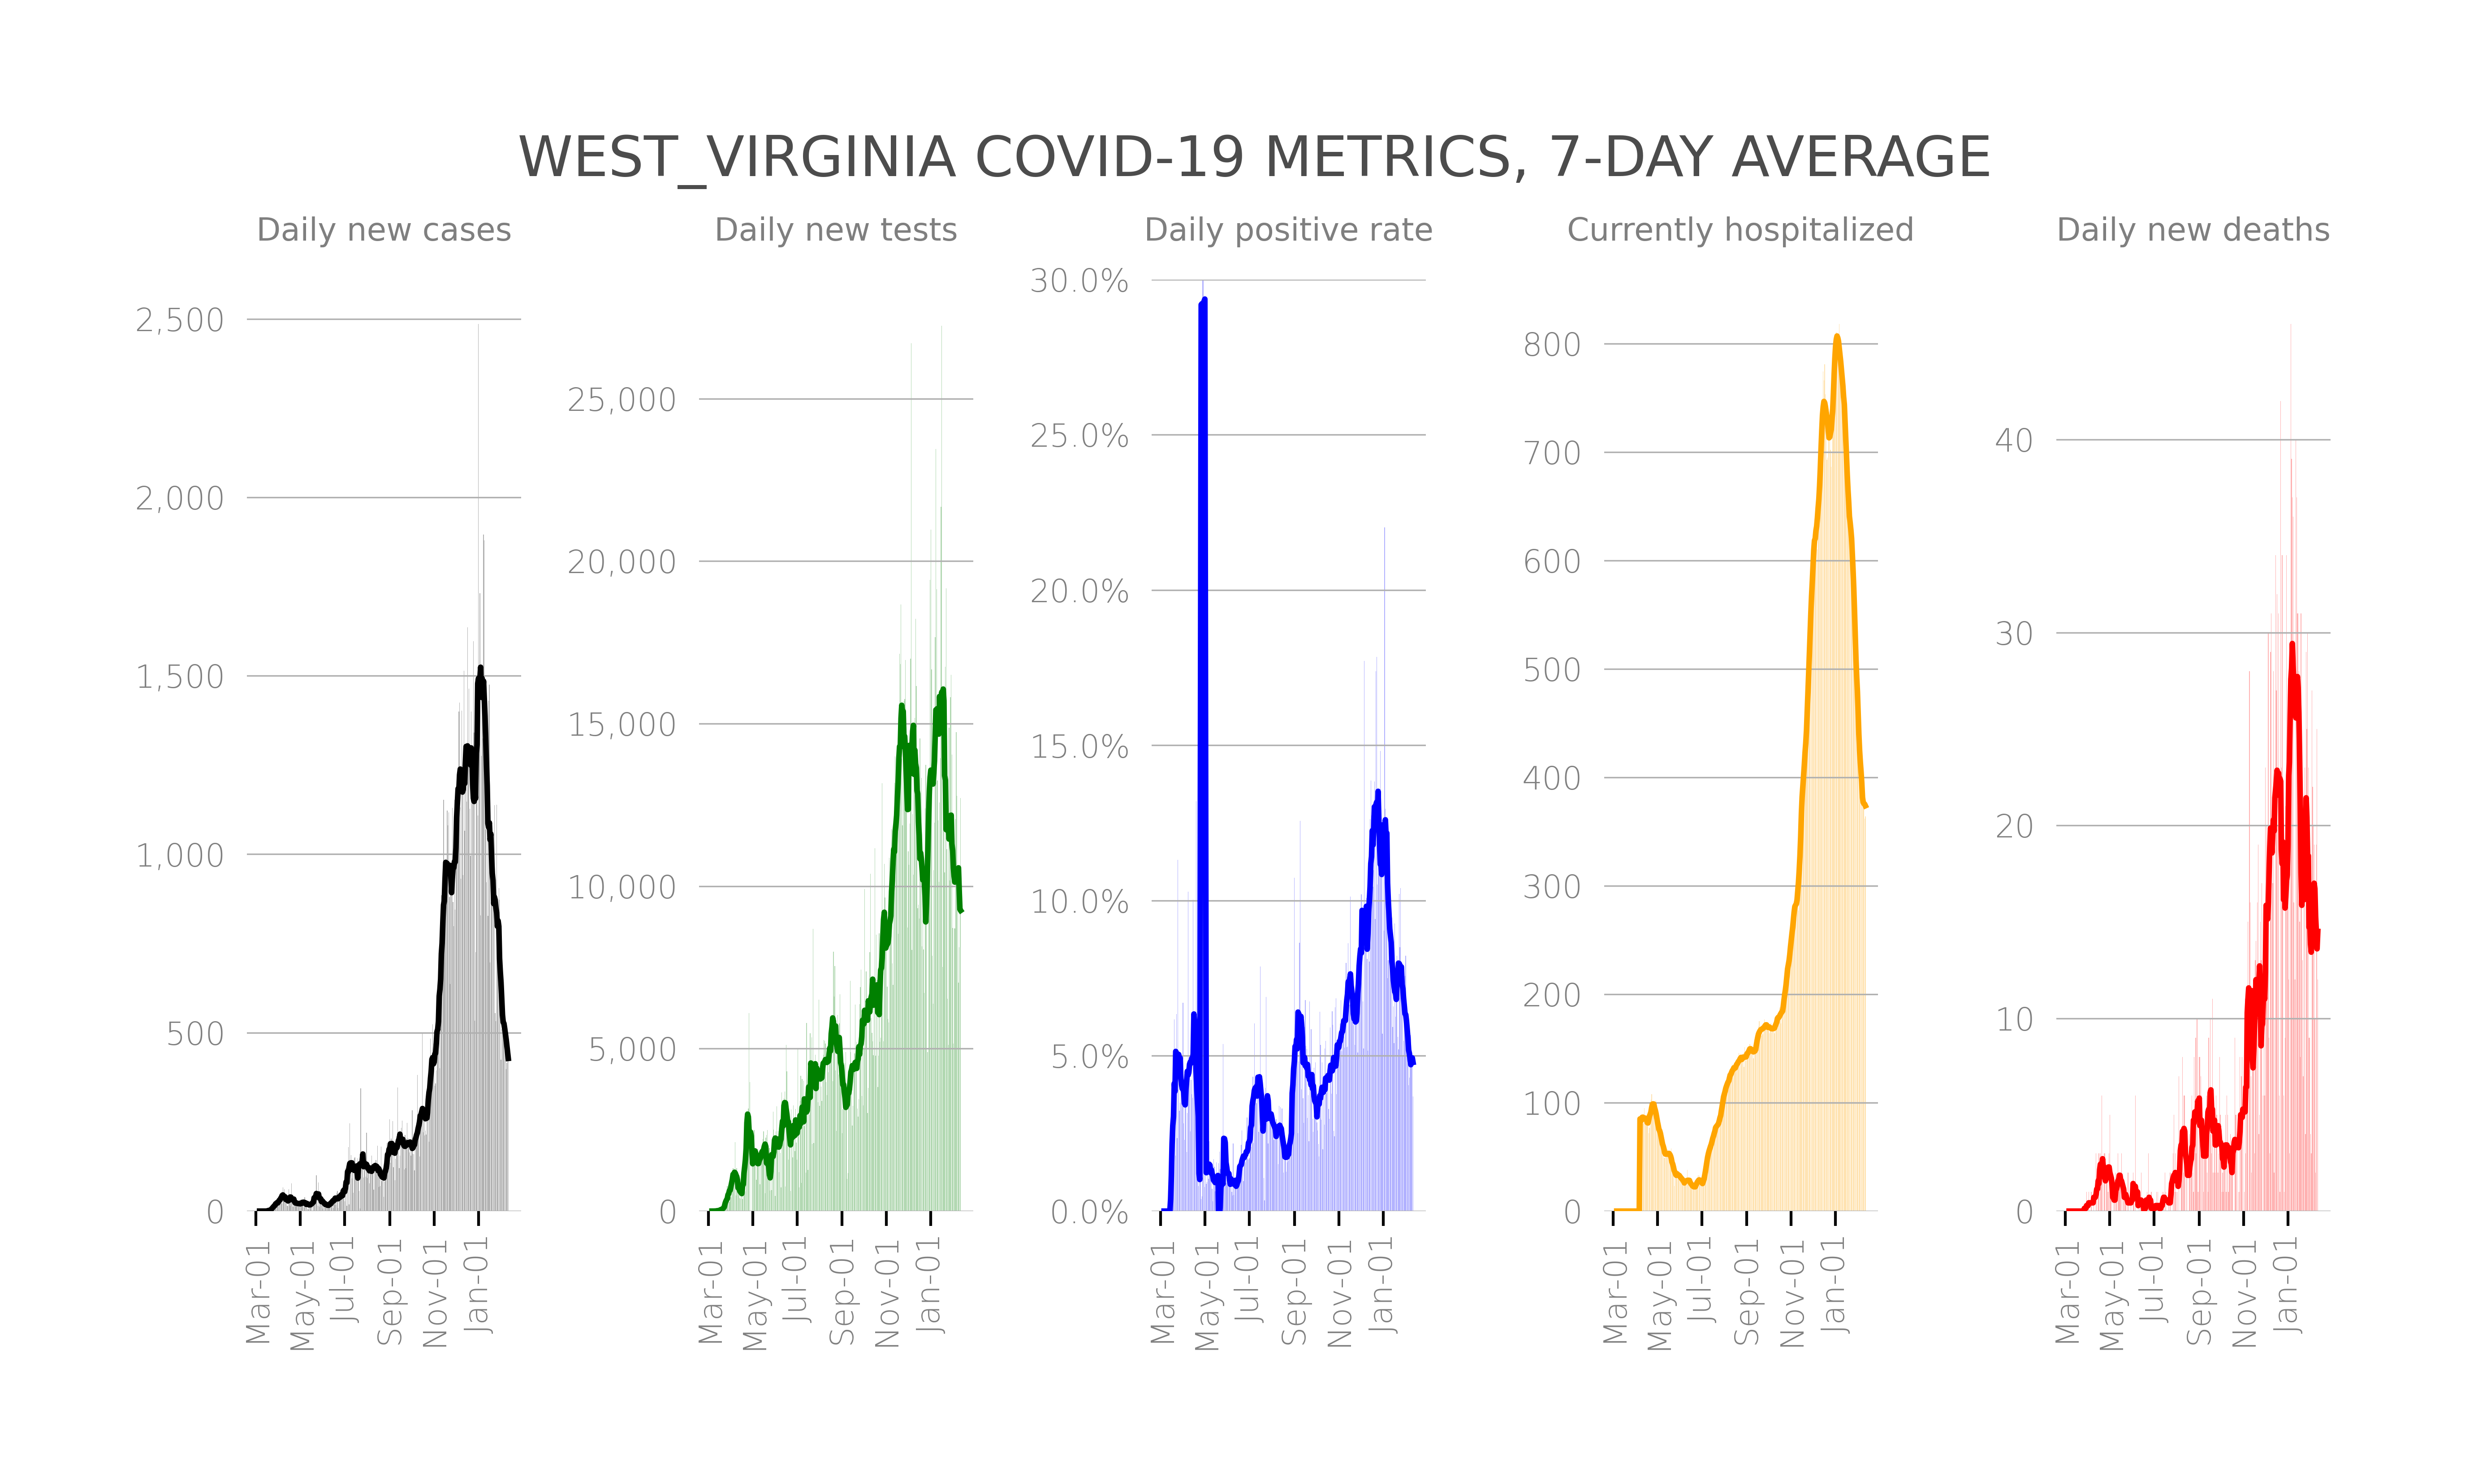 WEST_VIRGINIA COVID-19 METRICS, 7-DAY AVERAGE
Daily new cases
2,500
2,000
1,500
1,000
500
0
Mar-01
May-01
Jul-01
Sep-01
Nov-01
Jan-01
Daily new tests
25,000
20,000
15,000
10,000
5,000
0
Mar-01
May-01
Jul-01
Sep-01
Nov-01
Jan-01
Daily positive rate
30.0%
25.0%
20.0%
15.0%
10.0%
5.0%
0.0%
Mar-01
May-01
Jul-01
Sep-01
Nov-01
Jan-01
Currently hospitalized
800
700
600
500
400
300
200
100
0
Mar-01
May-01
Jul-01
Sep-01
Nov-01
Jan-01
Daily new deaths
40
30
20
10
0
Mar-01
May-01
Jul-01
Sep-01
Nov-01
Jan-01